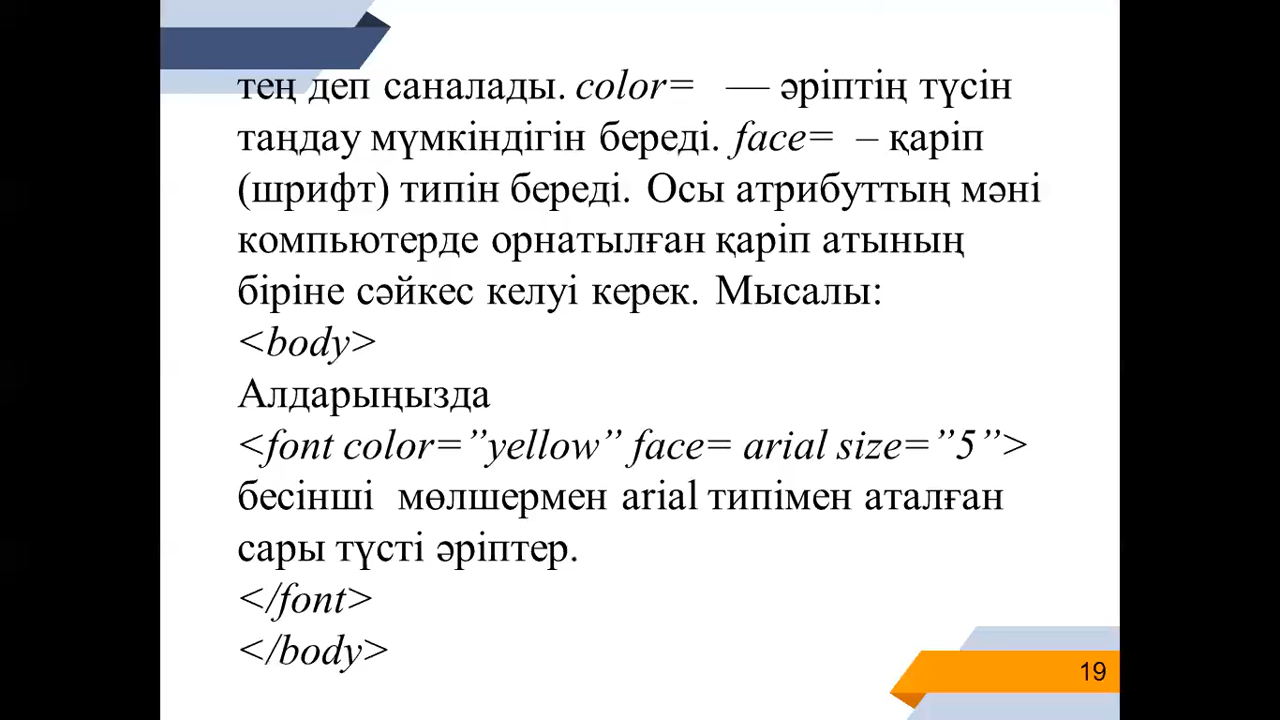 тең деп саналады. color= — әріптің түсін
таңдау мүмкіндігін береді. face= – қаріп
(шрифт) типін береді. Осы атрибуттың мәні
компьютерде орнатылған қаріп атының
біріне сәйкес келуі керек. Мысалы:
<body>
Алдарыңызда
<font color=”yellow” face= arial size=”5”>
бесінші мөлшермен arial типімен аталған
сары түсті әріптер.
</font>
</body>
19